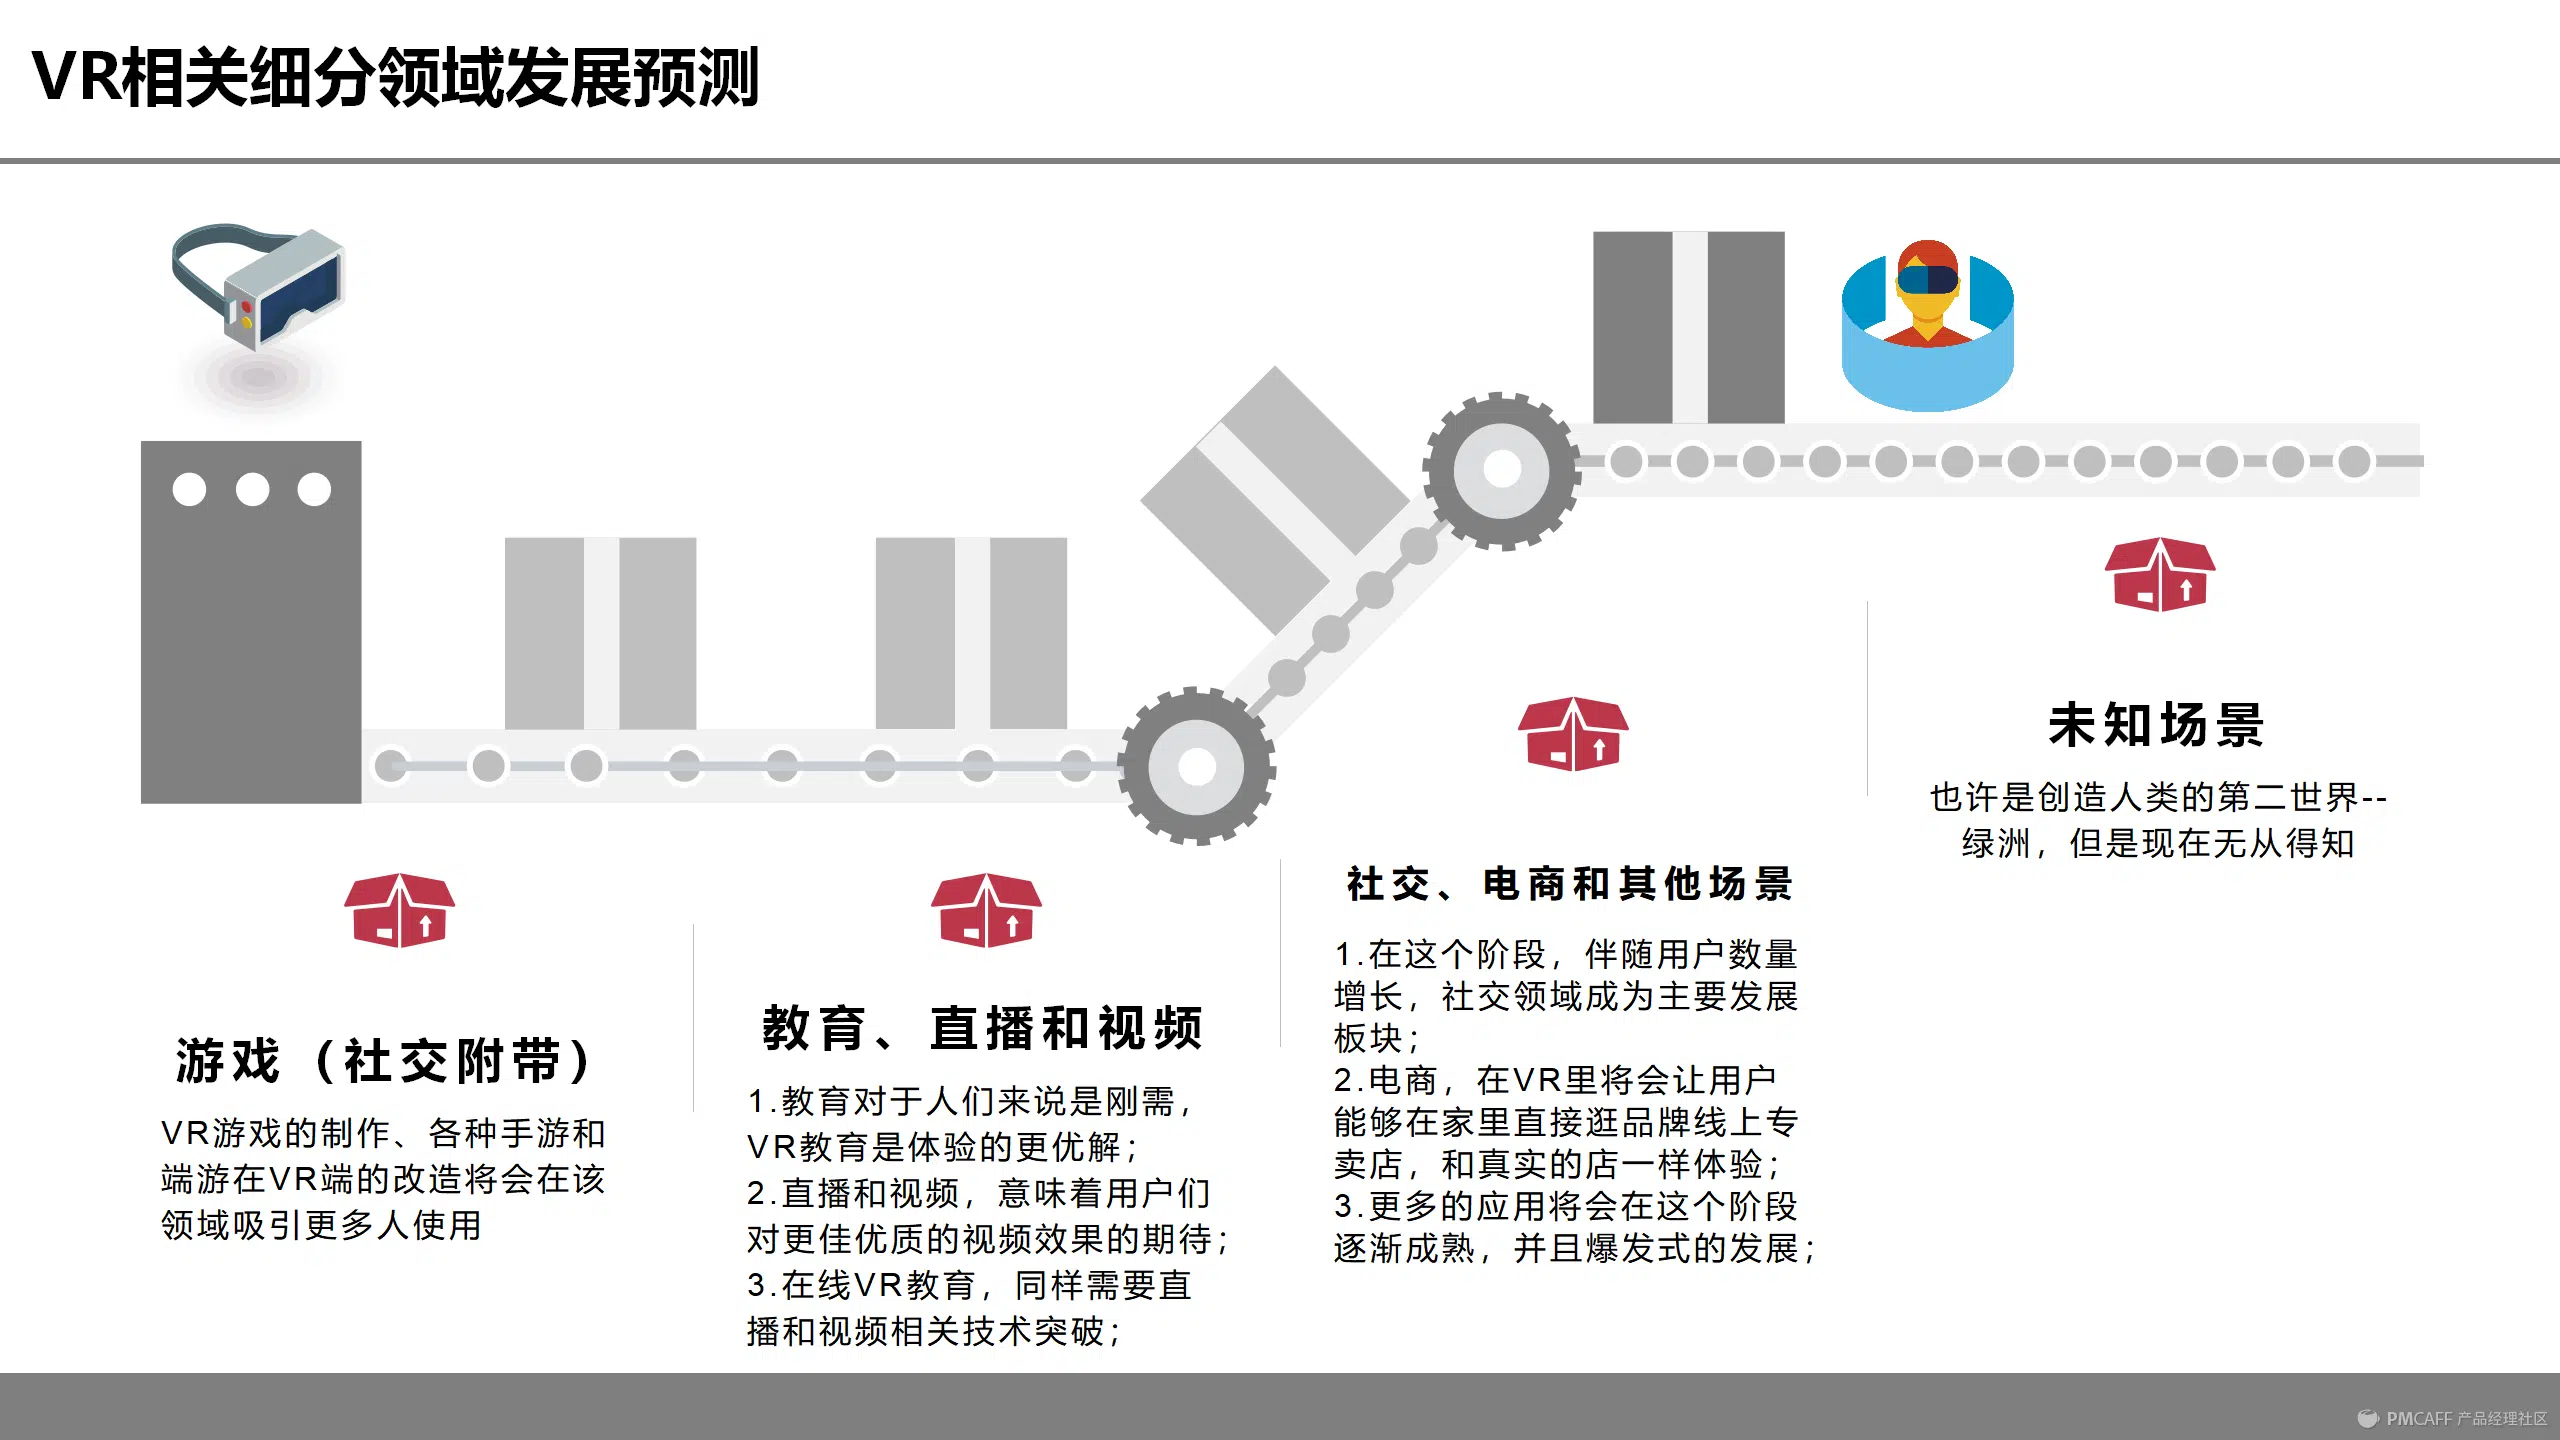 VR相关细分领域发展预测
游戏（社交附带）
VR游戏的制作、各种手游和
端游在VR端的改造将会在该
领域吸引更多人使用
教育、直播和视频
1.教育对于人们来说是刚需，
VR教育是体验的更优解；
2.直播和视频，意味着用户们
对更佳优质的视频效果的期待；
3.在线VR教育，同样需要直
播和视频相关技术突破；
社交、电商和其他场景
1.在这个阶段，伴随用户数量
增长，社交领域成为主要发展
板块；
2.电商，在VR里将会让用户
能够在家里直接逛品牌线上专
卖店，和真实的店一样体验；
3.更多的应用将会在这个阶段
逐渐成熟，并且爆发式的发展；
未知场景
也许是创造人类的第二世界--
绿洲，但是现在无从得知
PMCAFF 产品经理社区